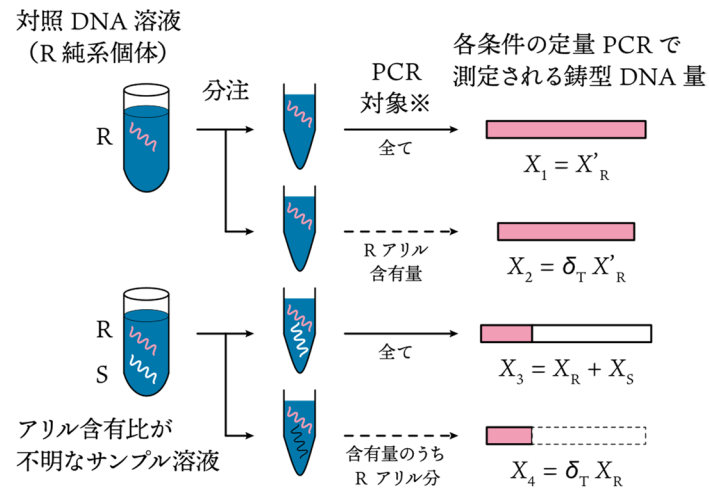 対照 DNA 溶液
（R 純系個体）
R
分注
PCR
対象※
各条件の定量 PCR で
測定される鋳型 DNA 量
全て
X1 = X’R
R アリル
含有量
X2 = δT X’R
R
S
全て
X3 = XR + XS
アリル含有比が
不明なサンプル溶液
含有量のうち
R アリル分
X4 = δT XR